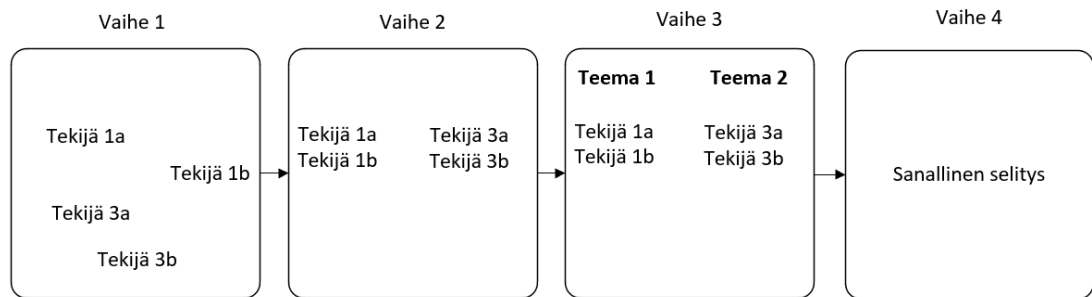 Vaihe 1
Vaihe 2
Vaihe 3
Vaihe 4
Tekijä 1a
Tekijä 1b
Tekijä 3a
Tekijä 3b
Tekijä 1a
Tekijä 1b
Tekijä 3a
Tekijä 3b
Teema 1
Tekijä 1a
Tekijä 1b
Teema 2
Tekijä 3a
Tekijä 3b
Sanallinen selitys